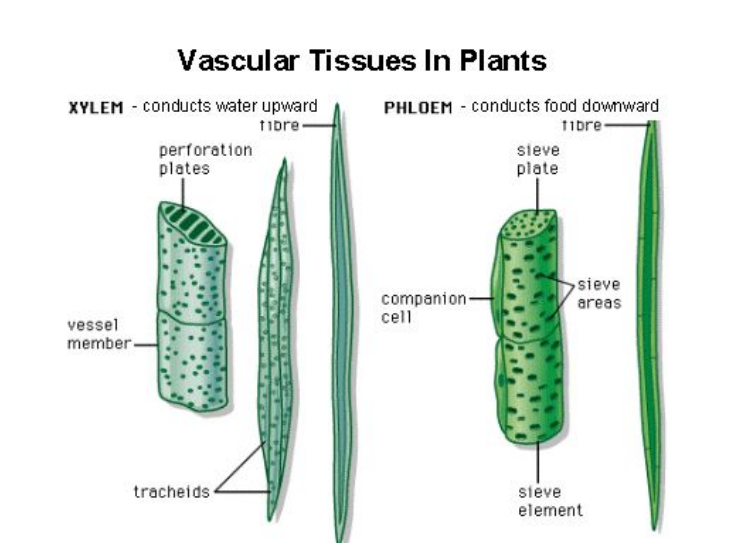 Vascular Tissues In Plants
XYLEM - conducts water upward
fibre
perforation
plates
vessel
member
tracheids
PHLOEM - conducts food downward
fibre
sieve
plate
companion
cell
sieve
areas
sieve
element